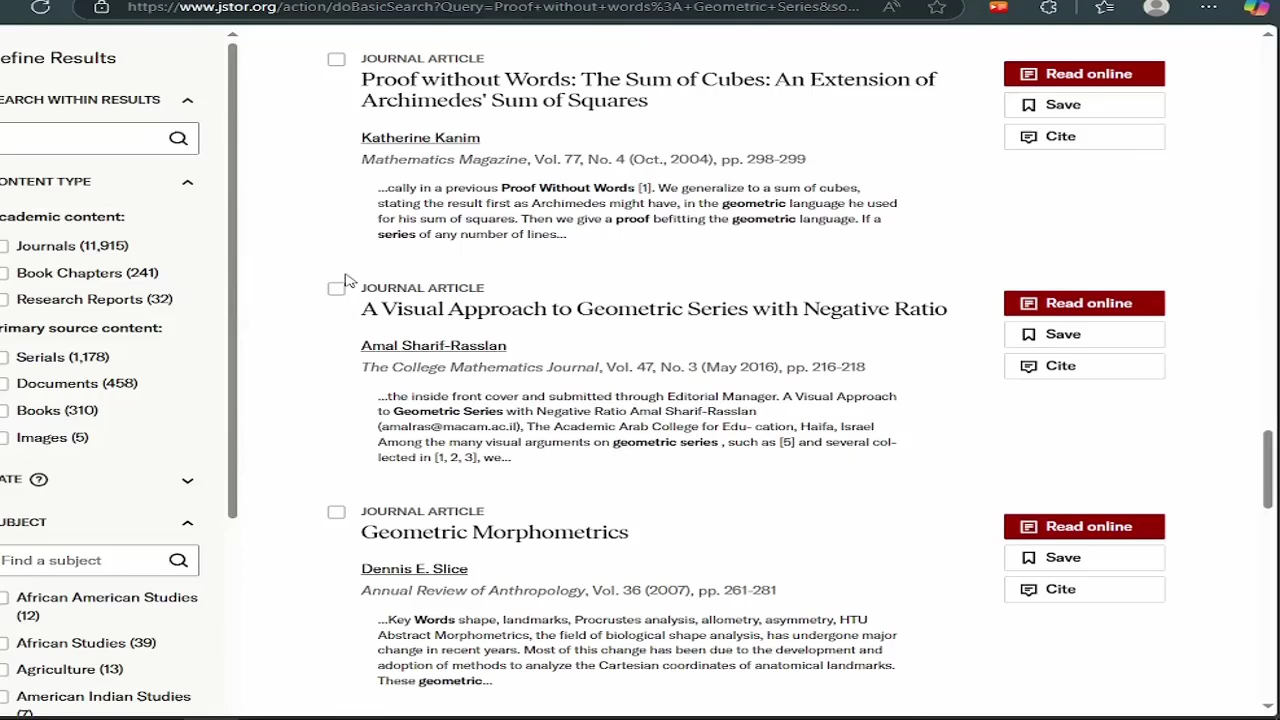 https://www.jstor.org/action/doBasicSearch?Query=Proof+without+words%3A+Geometric+Series&so...
efine Results
EARCH WITHIN RESULTS
ONTENT TYPE
cademic content:
Journals (11,915)
Book Chapters (241)
Research Reports (32)
rimary source content:
Serials (1,178)
Documents (458)
Books (310)
Images (5)
ATE ?
UBJECT
Find a subject
African American Studies
(12)
African Studies (39)
Agriculture (13)
American Indian Studies
(7)
JOURNAL ARTICLE
Proof without Words: The Sum of Cubes: An Extension of
Archimedes' Sum of Squares
Katherine Kanim
Mathematics Magazine, Vol. 77, No. 4 (Oct., 2004), pp. 298-299
...cally in a previous Proof Without Words [1]. We generalize to a sum of cubes,
stating the result first as Archimedes might have, in the geometric language he used
for his sum of squares. Then we give a proof befitting the geometric language. If a
series of any number of lines...
Read online
Save
Cite
JOURNAL ARTICLE
A Visual Approach to Geometric Series with Negative Ratio
Amal Sharif-Rasslan
The College Mathematics Journal, Vol. 47, No. 3 (May 2016), pp. 216-218
...the inside front cover and submitted through Editorial Manager. A Visual Approach
to Geometric Series with Negative Ratio Amal Sharif-Rasslan
(amalras@macam.ac.il), The Academic Arab College for Edu- cation, Haifa, Israel
Among the many visual arguments on geometric series , such as [5] and several col-
lected in [1, 2, 3], we...
Read online
Save
Cite
JOURNAL ARTICLE
Geometric Morphometrics
Dennis E. Slice
Annual Review of Anthropology, Vol. 36 (2007), pp. 261-281
...Key Words shape, landmarks, Procrustes analysis, allometry, asymmetry, HTU
Abstract Morphometrics, the field of biological shape analysis, has undergone major
change in recent years. Most of this change has been due to the development and
adoption of methods to analyze the Cartesian coordinates of anatomical landmarks.
These geometric...
Read online
Save
Cite